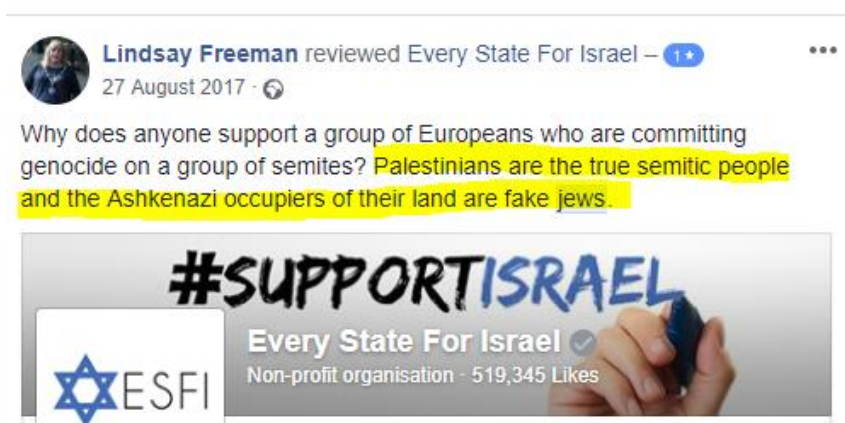 Lindsay Freeman reviewed Every State For Israel – 1★
27 August 2017 ·
Why does anyone support a group of Europeans who are committing
genocide on a group of semites? Palestinians are the true semitic people
and the Ashkenazi occupiers of their land are fake jews.
#SUPPORTISRAEL
Every State For Israel
Non-profit organisation · 519,345 Likes
ESFI